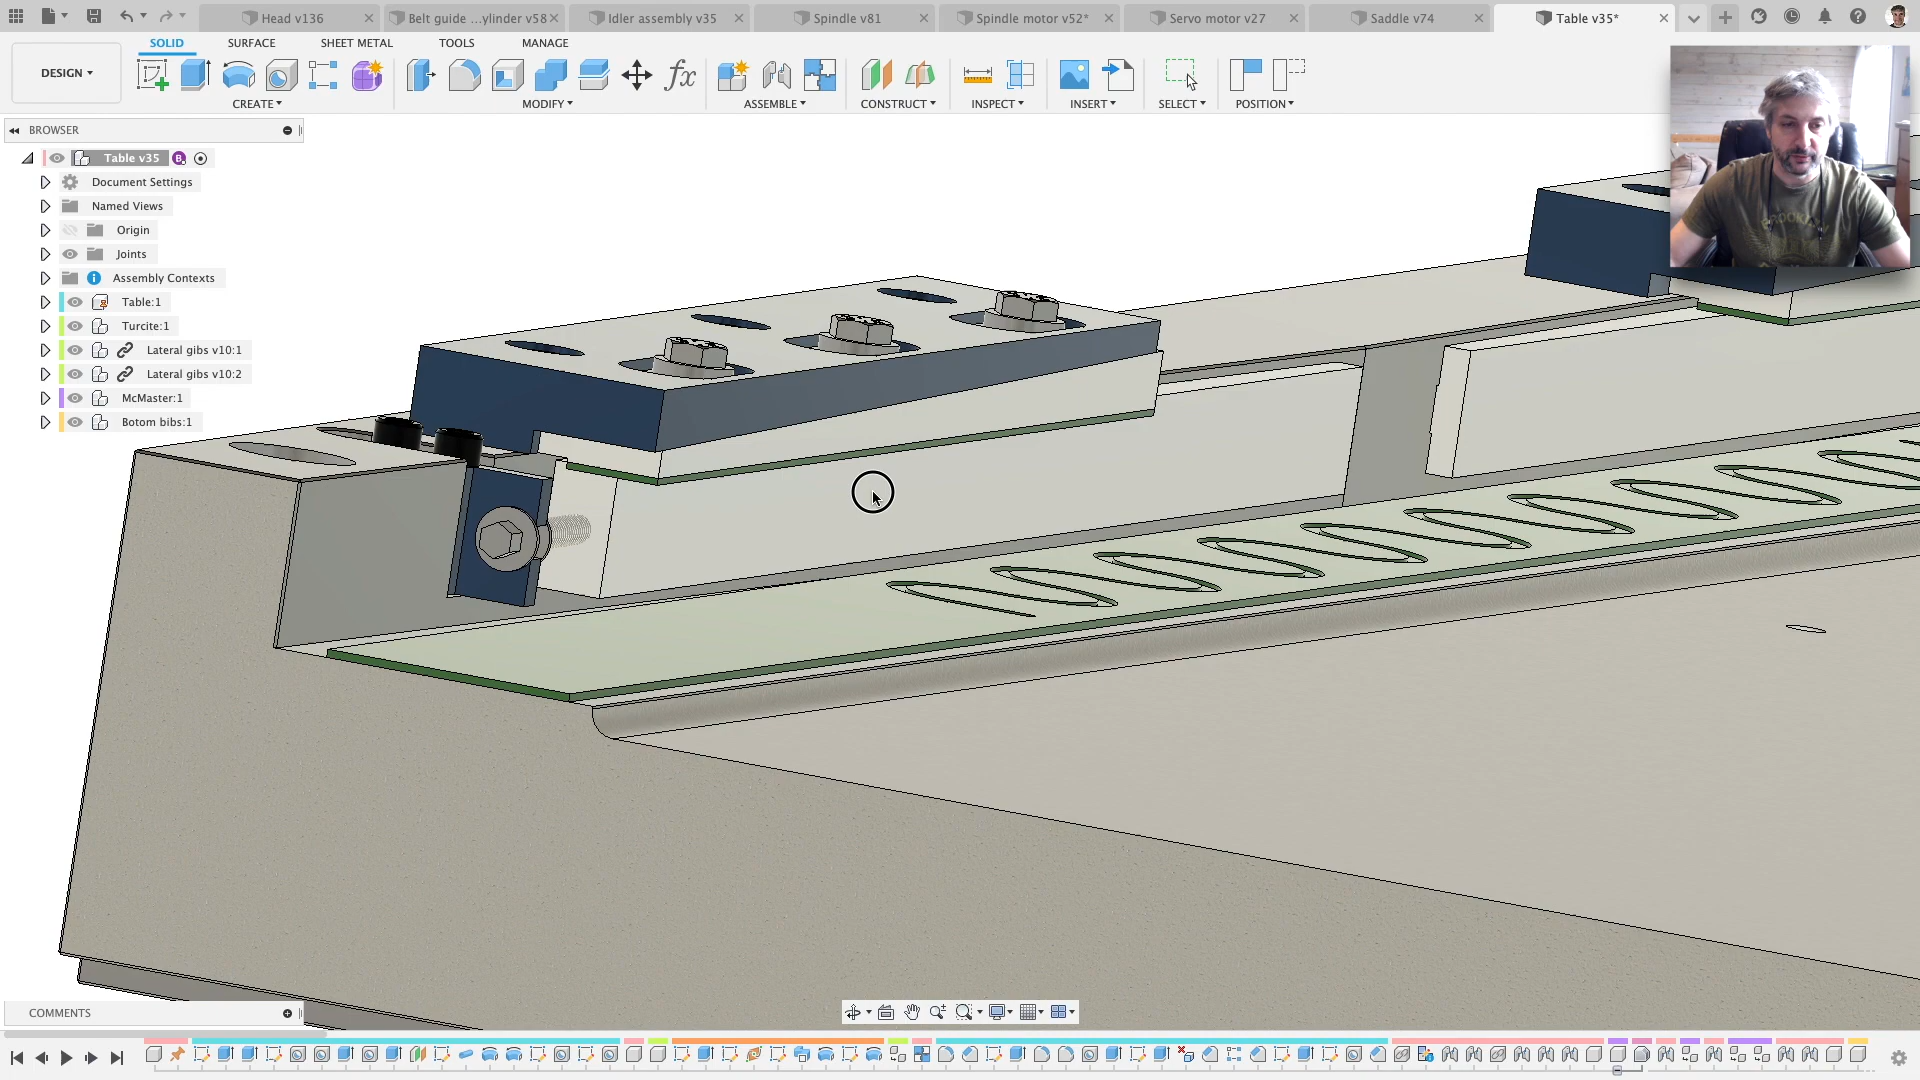 Head v136
Belt guide ...ylinder v58
Idler assembly v35
Spindle v81
Spindle motor v52*
Servo motor v27
Saddle v74
Table v35*
DESIGN
SOLID
SURFACE
SHEET METAL
TOOLS
MANAGE
CREATE
MODIFY
ASSEMBLE
CONSTRUCT
INSPECT
INSERT
SELECT
POSITION
BROWSER
Table v35
Document Settings
Named Views
Origin
Joints
Assembly Contexts
Table:1
Turcite:1
Lateral gibs v10:1
Lateral gibs v10:2
McMaster:1
Botom bibs:1
COMMENTS